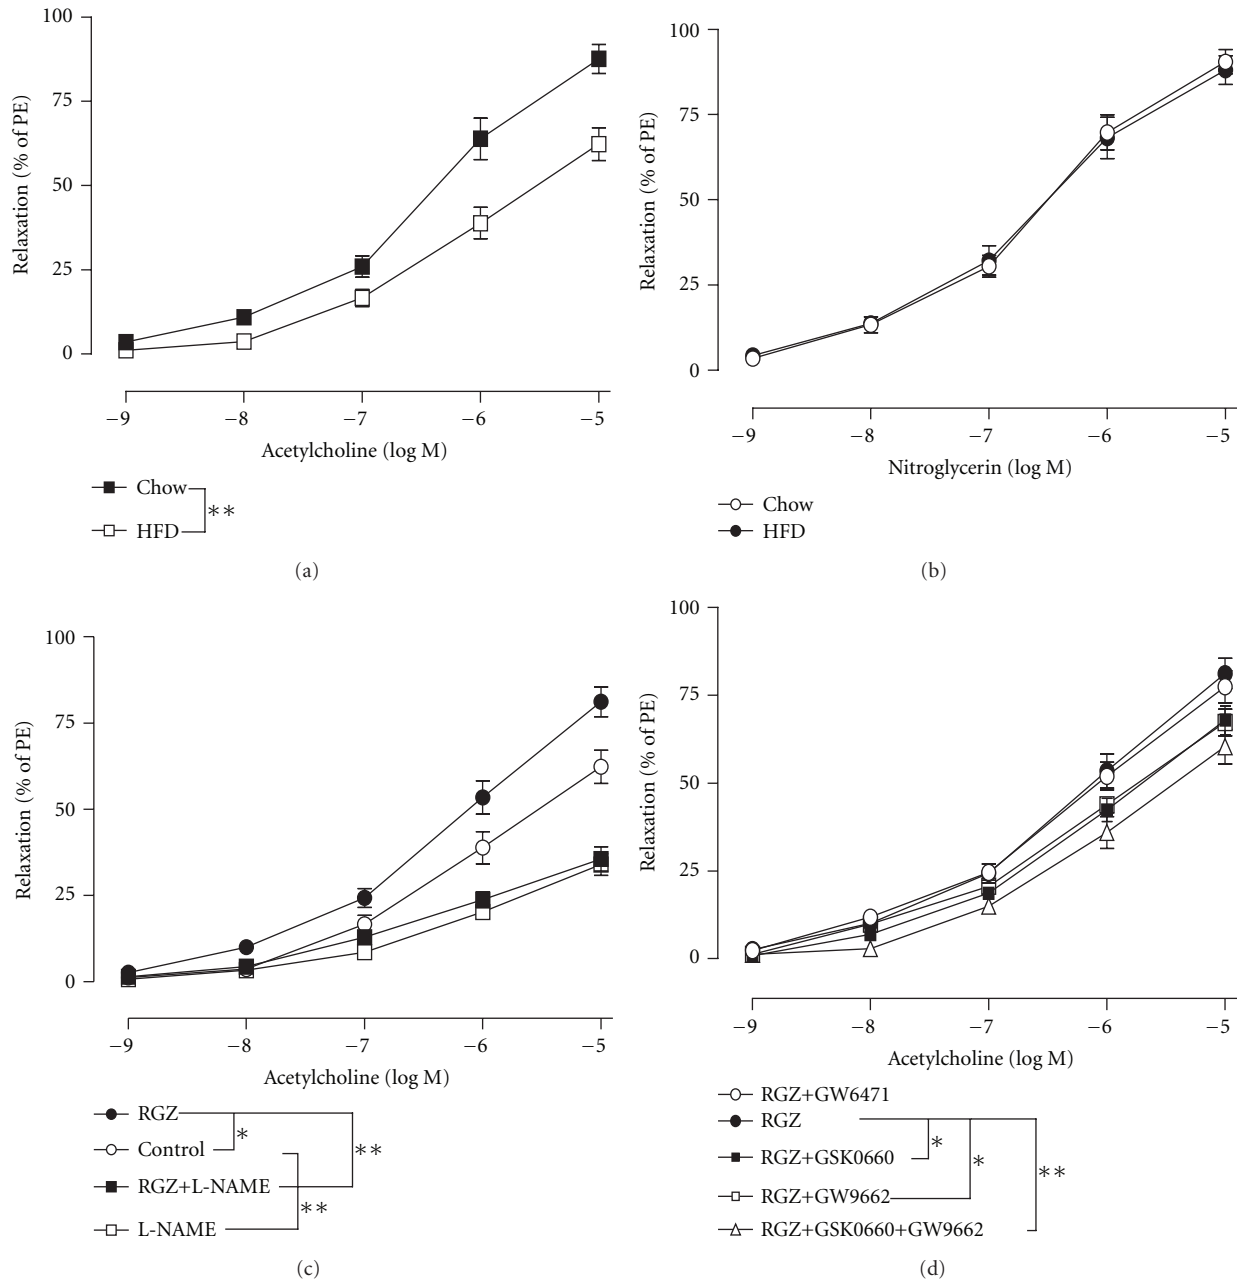 100
75
50
25
0
Relaxation (% of PE)
−9 −8 −7 −6 −5
Acetylcholine (log M)
Chow
**
HFD
(a)
100
75
50
25
0
Relaxation (% of PE)
−9 −8 −7 −6 −5
Nitroglycerin (log M)
Chow
HFD
(b)
100
75
50
25
0
Relaxation (% of PE)
−9 −8 −7 −6 −5
Acetylcholine (log M)
RGZ
*
Control
**
RGZ+L-NAME
**
L-NAME
(c)
100
75
50
25
0
Relaxation (% of PE)
−9 −8 −7 −6 −5
Acetylcholine (log M)
RGZ+GW6471
RGZ
*
RGZ+GSK0660
*
**
RGZ+GW9662
RGZ+GSK0660+GW9662
(d)